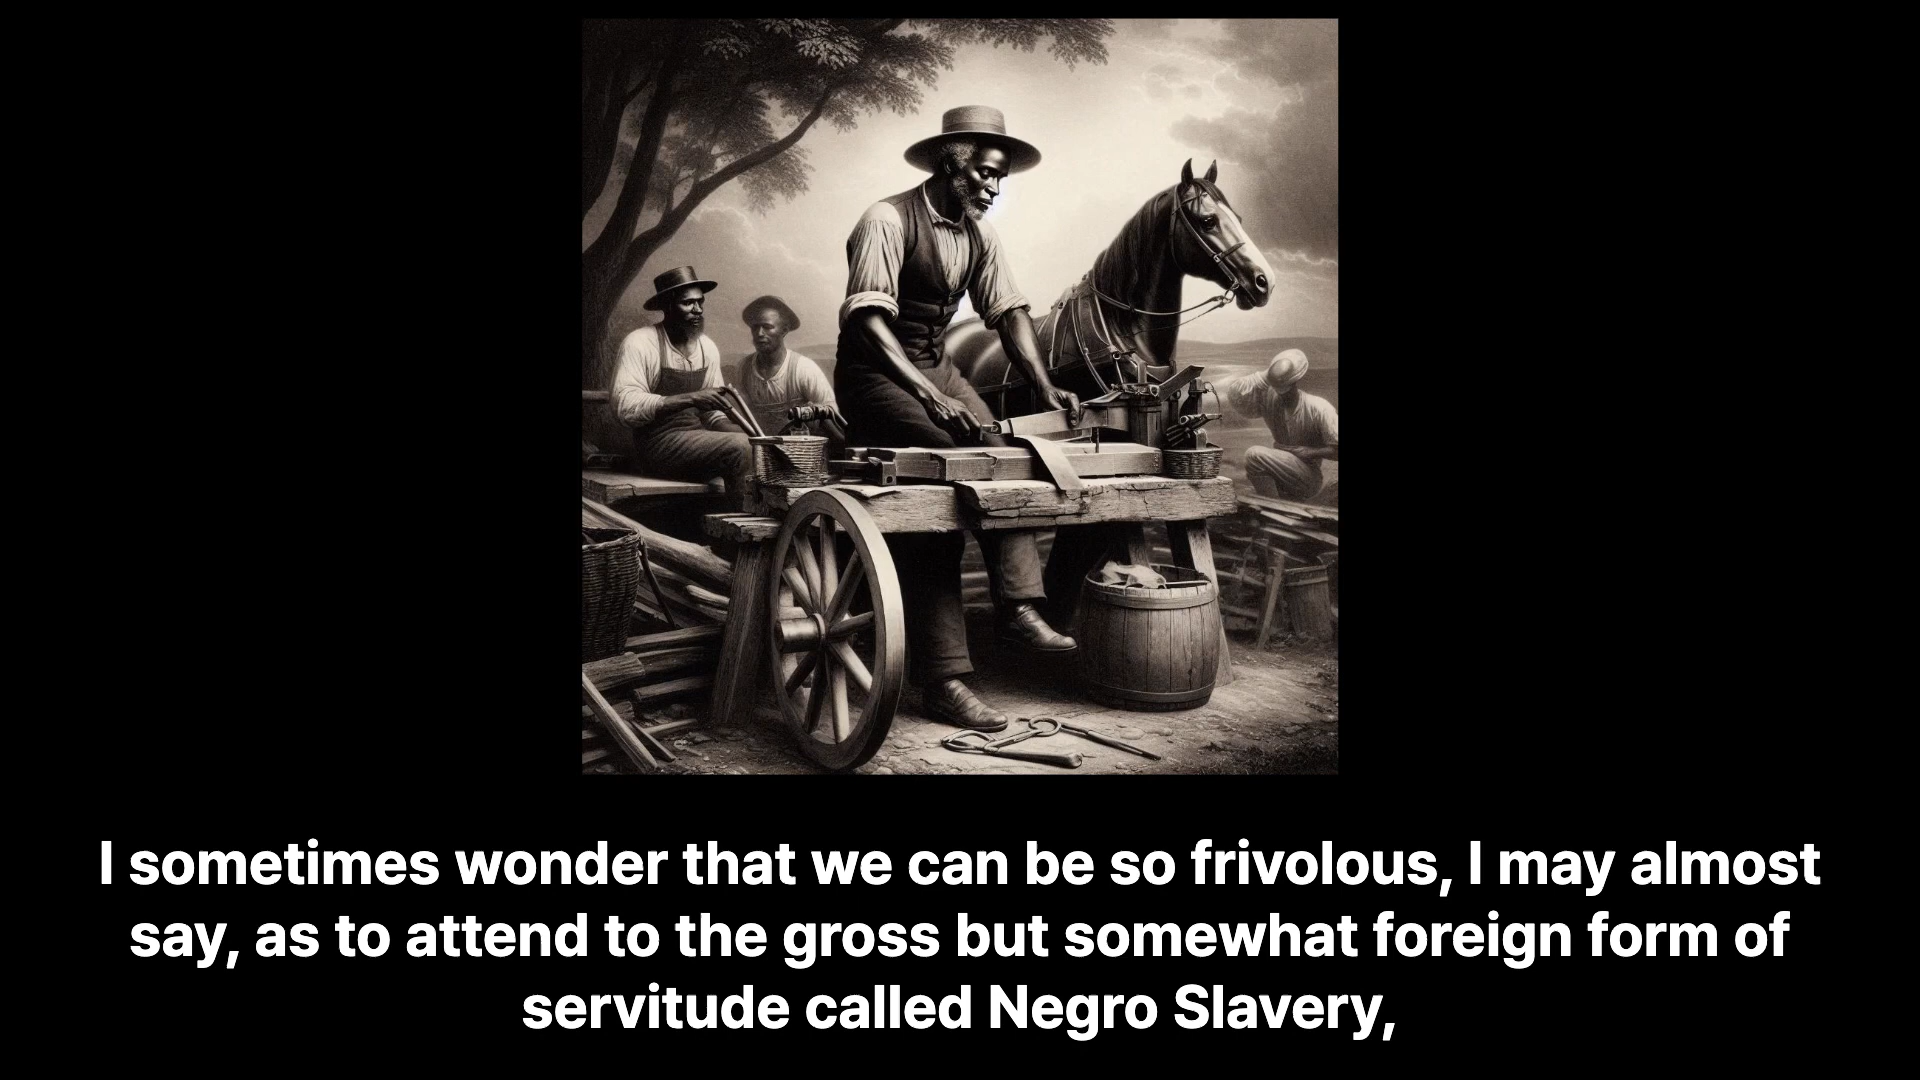 I sometimes wonder that we can be so frivolous, I may almost
say, as to attend to the gross but somewhat foreign form of
servitude called Negro Slavery,